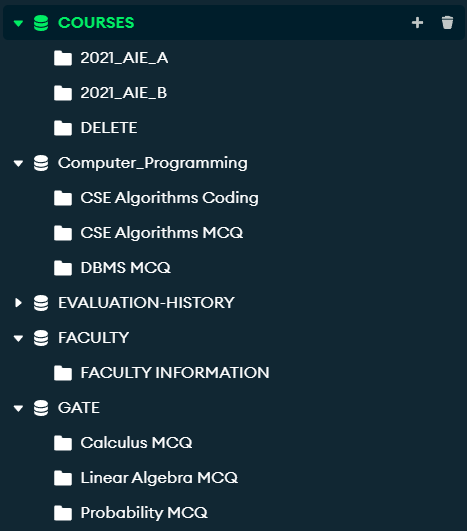 COURSES
2021_AIE_A
2021_AIE_B
DELETE
Computer_Programming
CSE Algorithms Coding
CSE Algorithms MCQ
DBMS MCQ
EVALUATION-HISTORY
FACULTY
FACULTY INFORMATION
GATE
Calculus MCQ
Linear Algebra MCQ
Probability MCQ